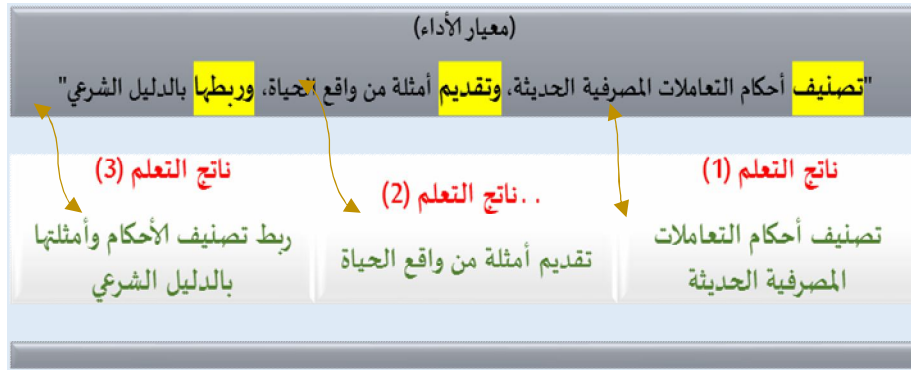 (معيار الأداء)
"تصنيف أحكام التعاملات المصرفية الحديثة، وتقديم أمثلة من واقع الحياة، وربطها بالدليل الشرعي"
ناتج التعلم (1)
تصنيف أحكام التعاملات
المصرفية الحديثة
..ناتج التعلم (2)
تقديم أمثلة من واقع الحياة
ناتج التعلم (3)
ربط تصنيف الأحكام وأمثلتها
بالدليل الشرعي